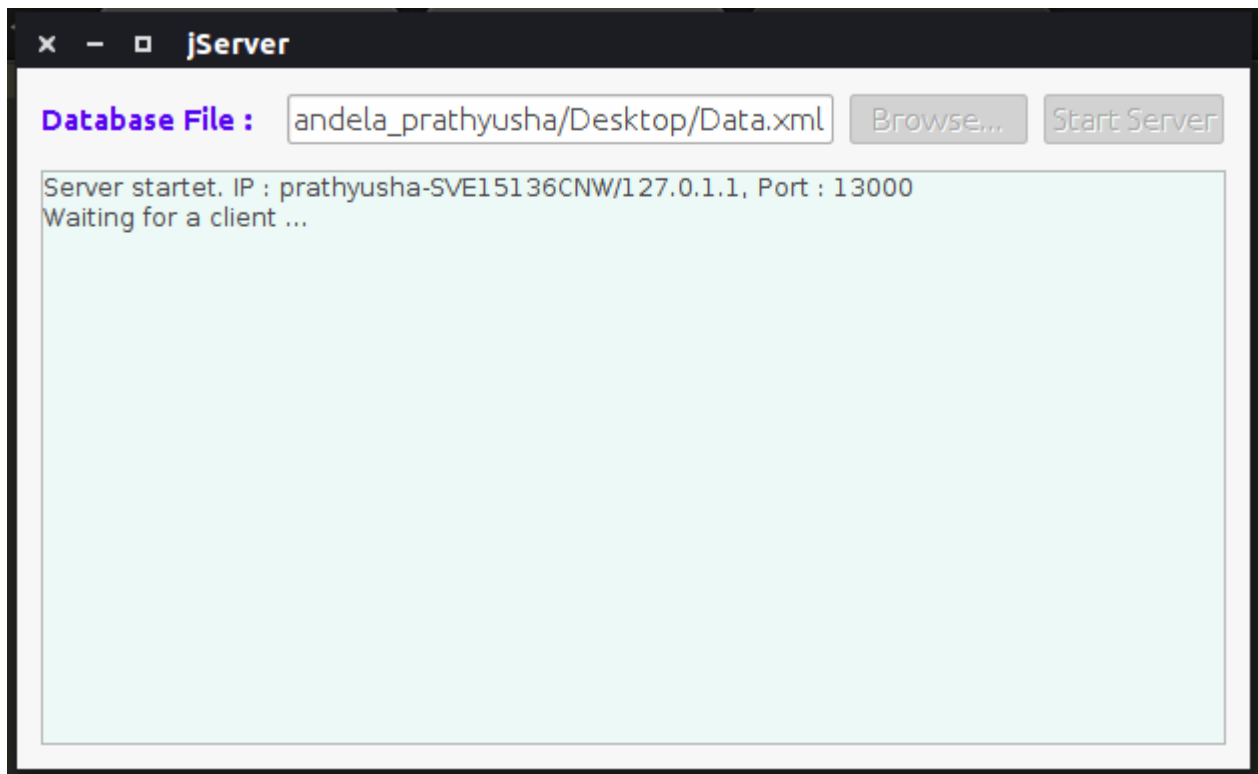 jServer
Database File : andela_prathyusha/Desktop/Data.xml Browse... Start Server
Server startet. IP : prathyusha-SVE15136CNW/127.0.1.1, Port : 13000
Waiting for a client ...